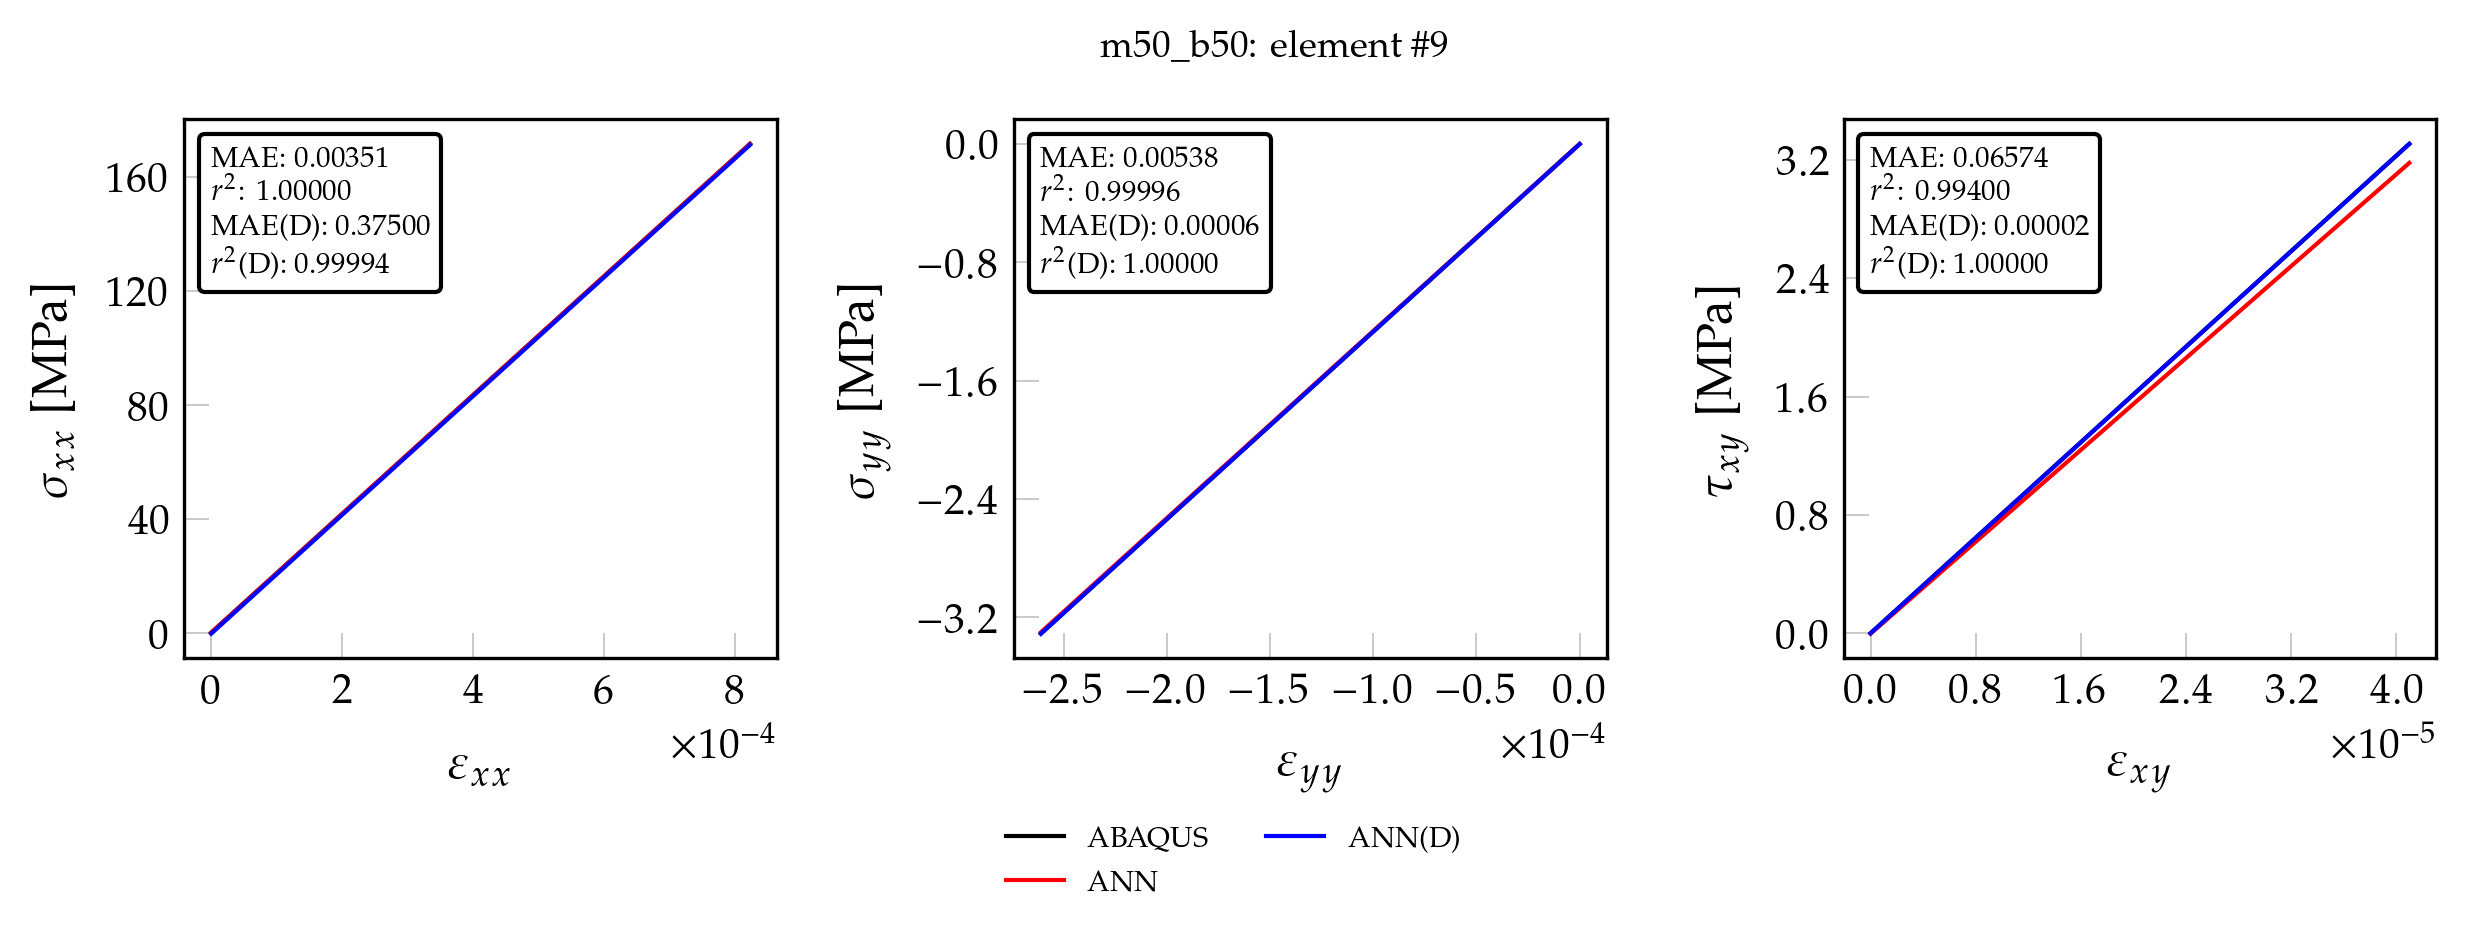 m50_b50: element #9
MAE: 0.00351
r²: 1.00000
MAE(D): 0.37500
r²(D): 0.99994
160
120
80
40
0
σxx [MPa]
0 2 4 6 8
×10⁻⁴
εxx
MAE: 0.00538
r²: 0.99996
MAE(D): 0.00006
r²(D): 1.00000
0.0
−0.8
−1.6
−2.4
−3.2
σyy [MPa]
−2.5 −2.0 −1.5 −1.0 −0.5 0.0
×10⁻⁴
εyy
MAE: 0.06574
r²: 0.99400
MAE(D): 0.00002
r²(D): 1.00000
3.2
2.4
1.6
0.8
0.0
τxy [MPa]
0.0 0.8 1.6 2.4 3.2 4.0
×10⁻⁵
εxy
ABAQUS
ANN
ANN(D)